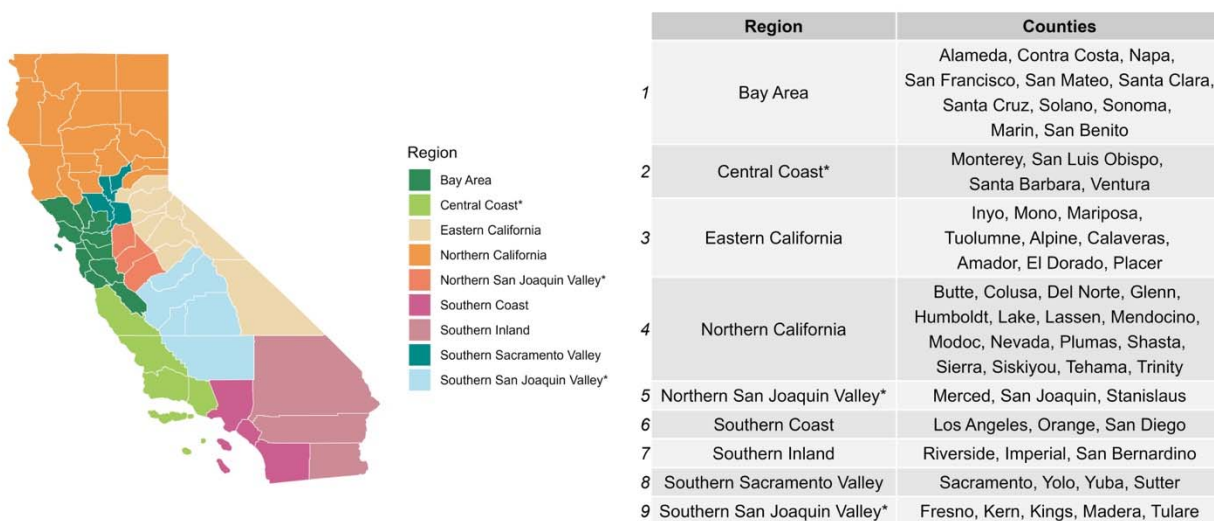 Region
Bay Area
Central Coast*
Eastern California
Northern California
Northern San Joaquin Valley*
Southern Coast
Southern Inland
Southern Sacramento Valley
Southern San Joaquin Valley*
Region Counties
1 Bay Area Alameda, Contra Costa, Napa,
San Francisco, San Mateo, Santa Clara,
Santa Cruz, Solano, Sonoma,
Marin, San Benito
2 Central Coast* Monterey, San Luis Obispo,
Santa Barbara, Ventura
3 Eastern California Inyo, Mono, Mariposa,
Tuolumne, Alpine, Calaveras,
Amador, El Dorado, Placer
4 Northern California Butte, Colusa, Del Norte, Glenn,
Humboldt, Lake, Lassen, Mendocino,
Modoc, Nevada, Plumas, Shasta,
Sierra, Siskiyou, Tehama, Trinity
5 Northern San Joaquin Valley* Merced, San Joaquin, Stanislaus
6 Southern Coast Los Angeles, Orange, San Diego
7 Southern Inland Riverside, Imperial, San Bernardino
8 Southern Sacramento Valley Sacramento, Yolo, Yuba, Sutter
9 Southern San Joaquin Valley* Fresno, Kern, Kings, Madera, Tulare